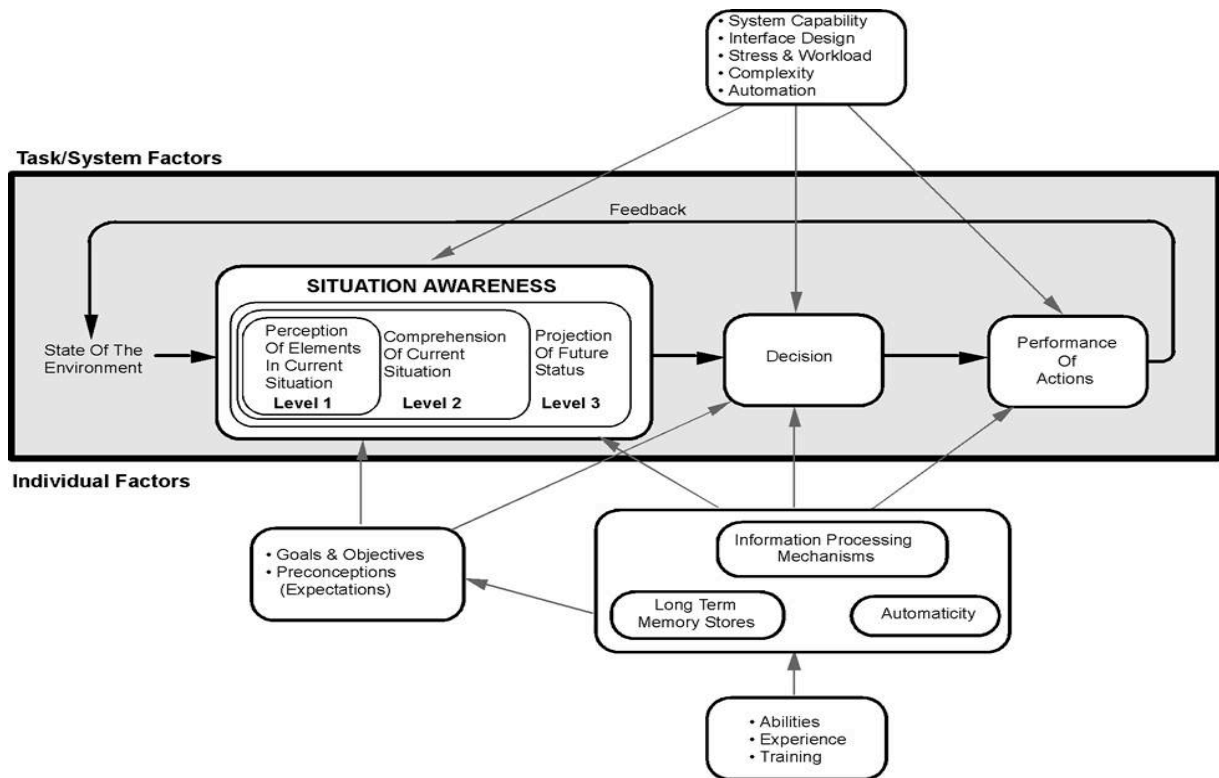 • System Capability
• Interface Design
• Stress & Workload
• Complexity
• Automation
Task/System Factors
Feedback
SITUATION AWARENESS
State Of The
Environment
Perception
Of Elements
In Current
Situation
Level 1
Comprehension
Of Current
Situation
Level 2
Projection
Of Future
Status
Level 3
Decision
Performance
Of
Actions
Individual Factors
• Goals & Objectives
• Preconceptions
(Expectations)
Information Processing
Mechanisms
Long Term
Memory Stores
Automaticity
• Abilities
• Experience
• Training